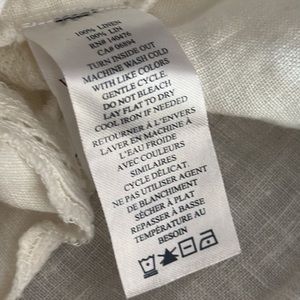 100% LINEN
100% LIN
RN# 140476
CA# 06894
TURN INSIDE OUT
MACHINE WASH COLD
WITH LIKE COLORS
GENTLE CYCLE
DO NOT BLEACH
LAY FLAT TO DRY
COOL IRON IF NEEDED
RETOURNER À L'ENVERS
LAVER EN MACHINE À
L'EAU FROIDE
AVEC COULEURS
SIMILAIRES
CYCLE DÉLICAT.
NE PAS UTILISER AGENT
DE BLANCHIMENT
SÉCHER À PLAT
REPASSER À BASSE
TEMPÉRATURE AU
BESOIN